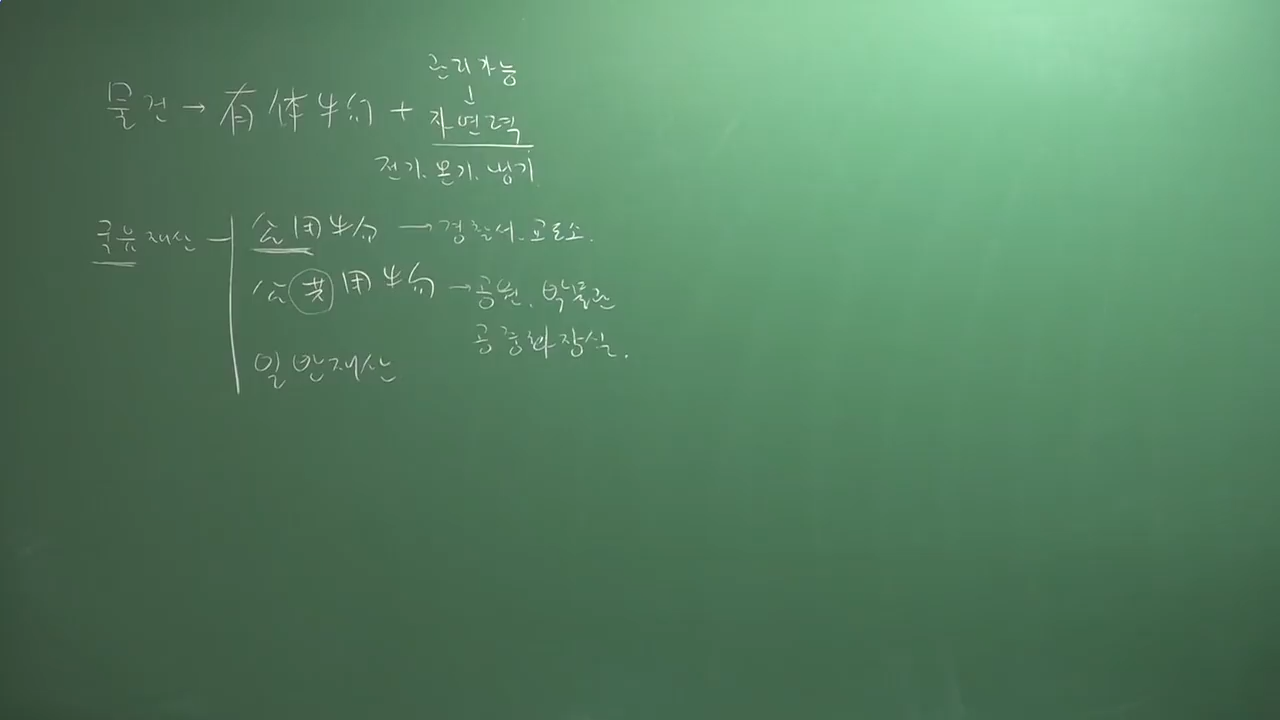 관리가능
물건 → 有体物 + 자연력
전기. 온기. 냉기
국유재산 公用物 → 경찰서. 교도소.
公共用物 → 공원. 박물관
공중화장실.
일반재산